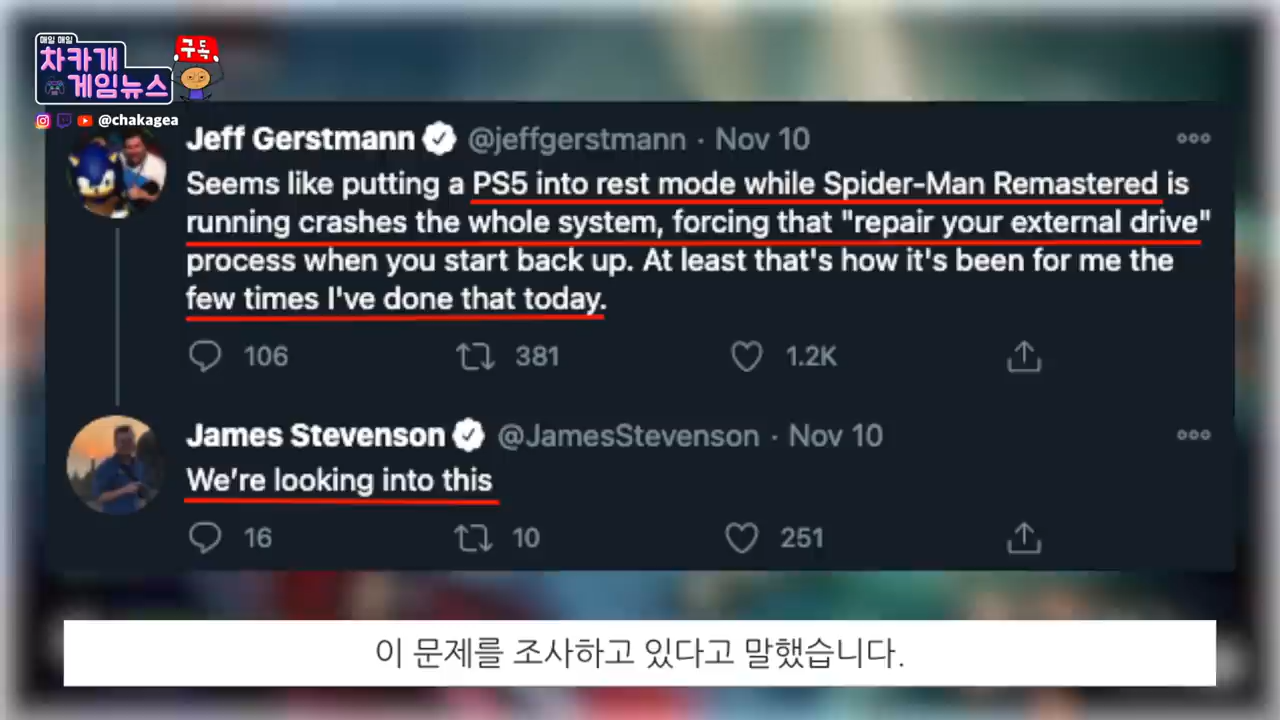 매일 매일
차카개
게임뉴스
구독
@chakagea
Jeff Gerstmann @jeffgerstmann · Nov 10
Seems like putting a PS5 into rest mode while Spider-Man Remastered is
running crashes the whole system, forcing that "repair your external drive"
process when you start back up. At least that's how it's been for me the
few times I've done that today.
106 381 1.2K
James Stevenson @JamesStevenson · Nov 10
We're looking into this
16 10 251
이 문제를 조사하고 있다고 말했습니다.